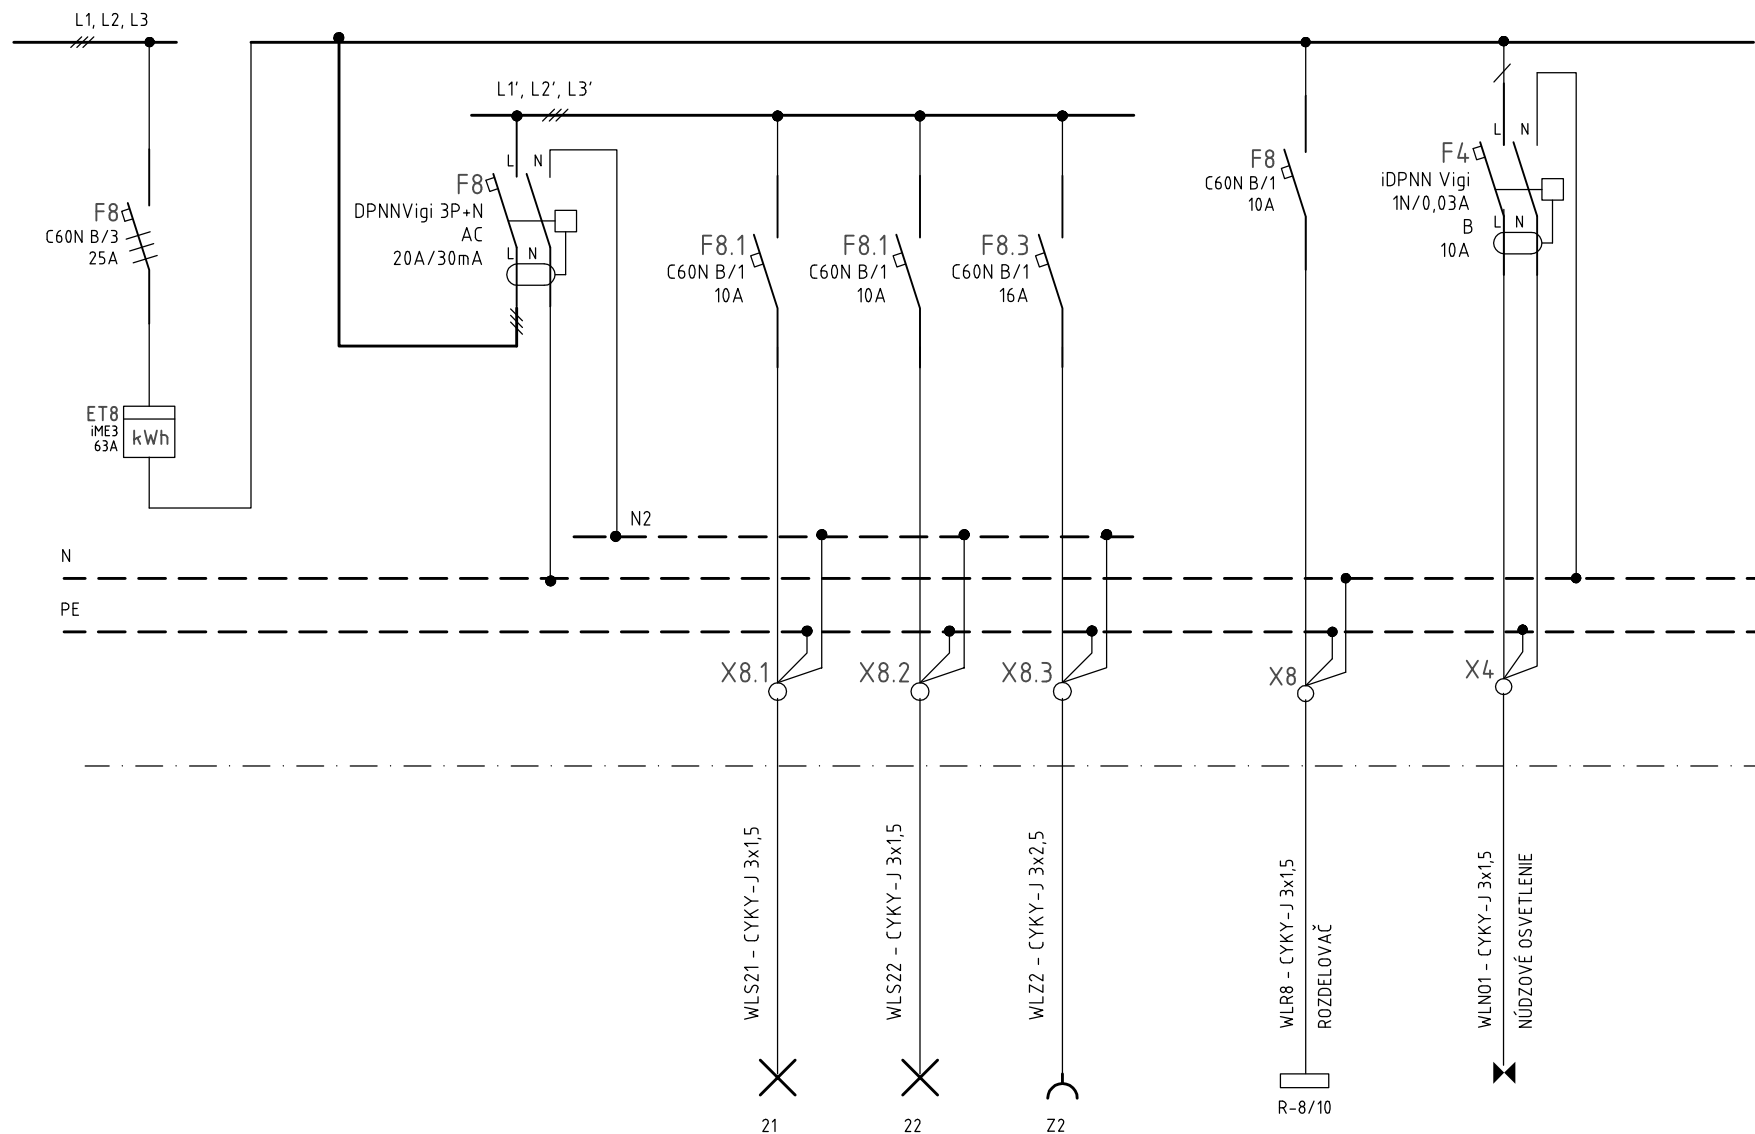 L1, L2, L3
L1', L2', L3'
F8
C60N B/3
25A
ET8
iME3
63A
kWh
L N
F8
DPNNVigi 3P+N
AC
20A/30mA
L N
F8.1
C60N B/1
10A
F8.1
C60N B/1
10A
F8.3
C60N B/1
16A
F8
C60N B/1
10A
L N
F4
iDPNN Vigi
1N/0,03A
B
10A
L N
N2
N
PE
X8.1
X8.2
X8.3
X8
X4
WLS21 - CYKY-J 3x1,5
WLS22 - CYKY-J 3x1,5
WLZ2 - CYKY-J 3x2,5
WLR8 - CYKY-J 3x1,5
ROZDELOVAČ
WLN01 - CYKY-J 3x1,5
NÚDZOVÉ OSVETLENIE
21
22
Z2
R-8/10